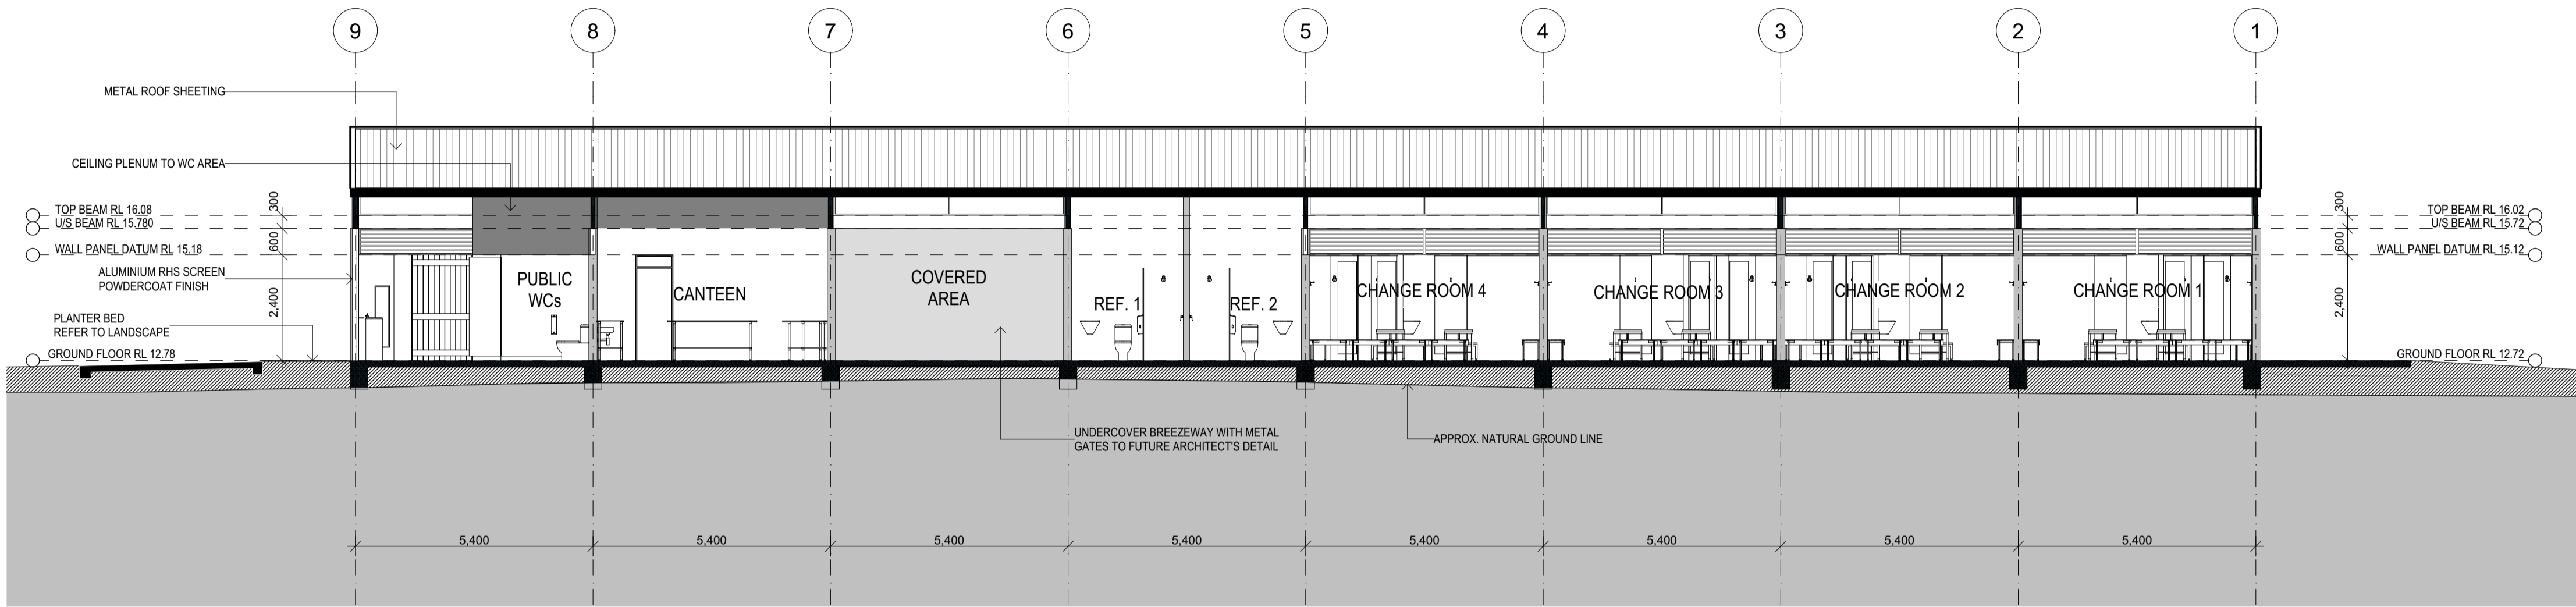 9
8
7
6
5
4
3
2
1
METAL ROOF SHEETING
CEILING PLENUM TO WC AREA
TOP BEAM RL 16.08
U/S BEAM RL 15.780
WALL PANEL DATUM RL 15.18
ALUMINIUM RHS SCREEN
POWDERCOAT FINISH
PLANTER BED
REFER TO LANDSCAPE
GROUND FLOOR RL 12.78
300
600
2,400
PUBLIC
WCs
CANTEEN
COVERED
AREA
REF. 1
REF. 2
CHANGE ROOM 4
CHANGE ROOM 3
CHANGE ROOM 2
CHANGE ROOM 1
300
600
2,400
TOP BEAM RL 16.02
U/S BEAM RL 15.72
WALL PANEL DATUM RL 15.12
GROUND FLOOR RL 12.72
UNDERCOVER BREEZEWAY WITH METAL
GATES TO FUTURE ARCHITECT'S DETAIL
APPROX. NATURAL GROUND LINE
5,400
5,400
5,400
5,400
5,400
5,400
5,400
5,400